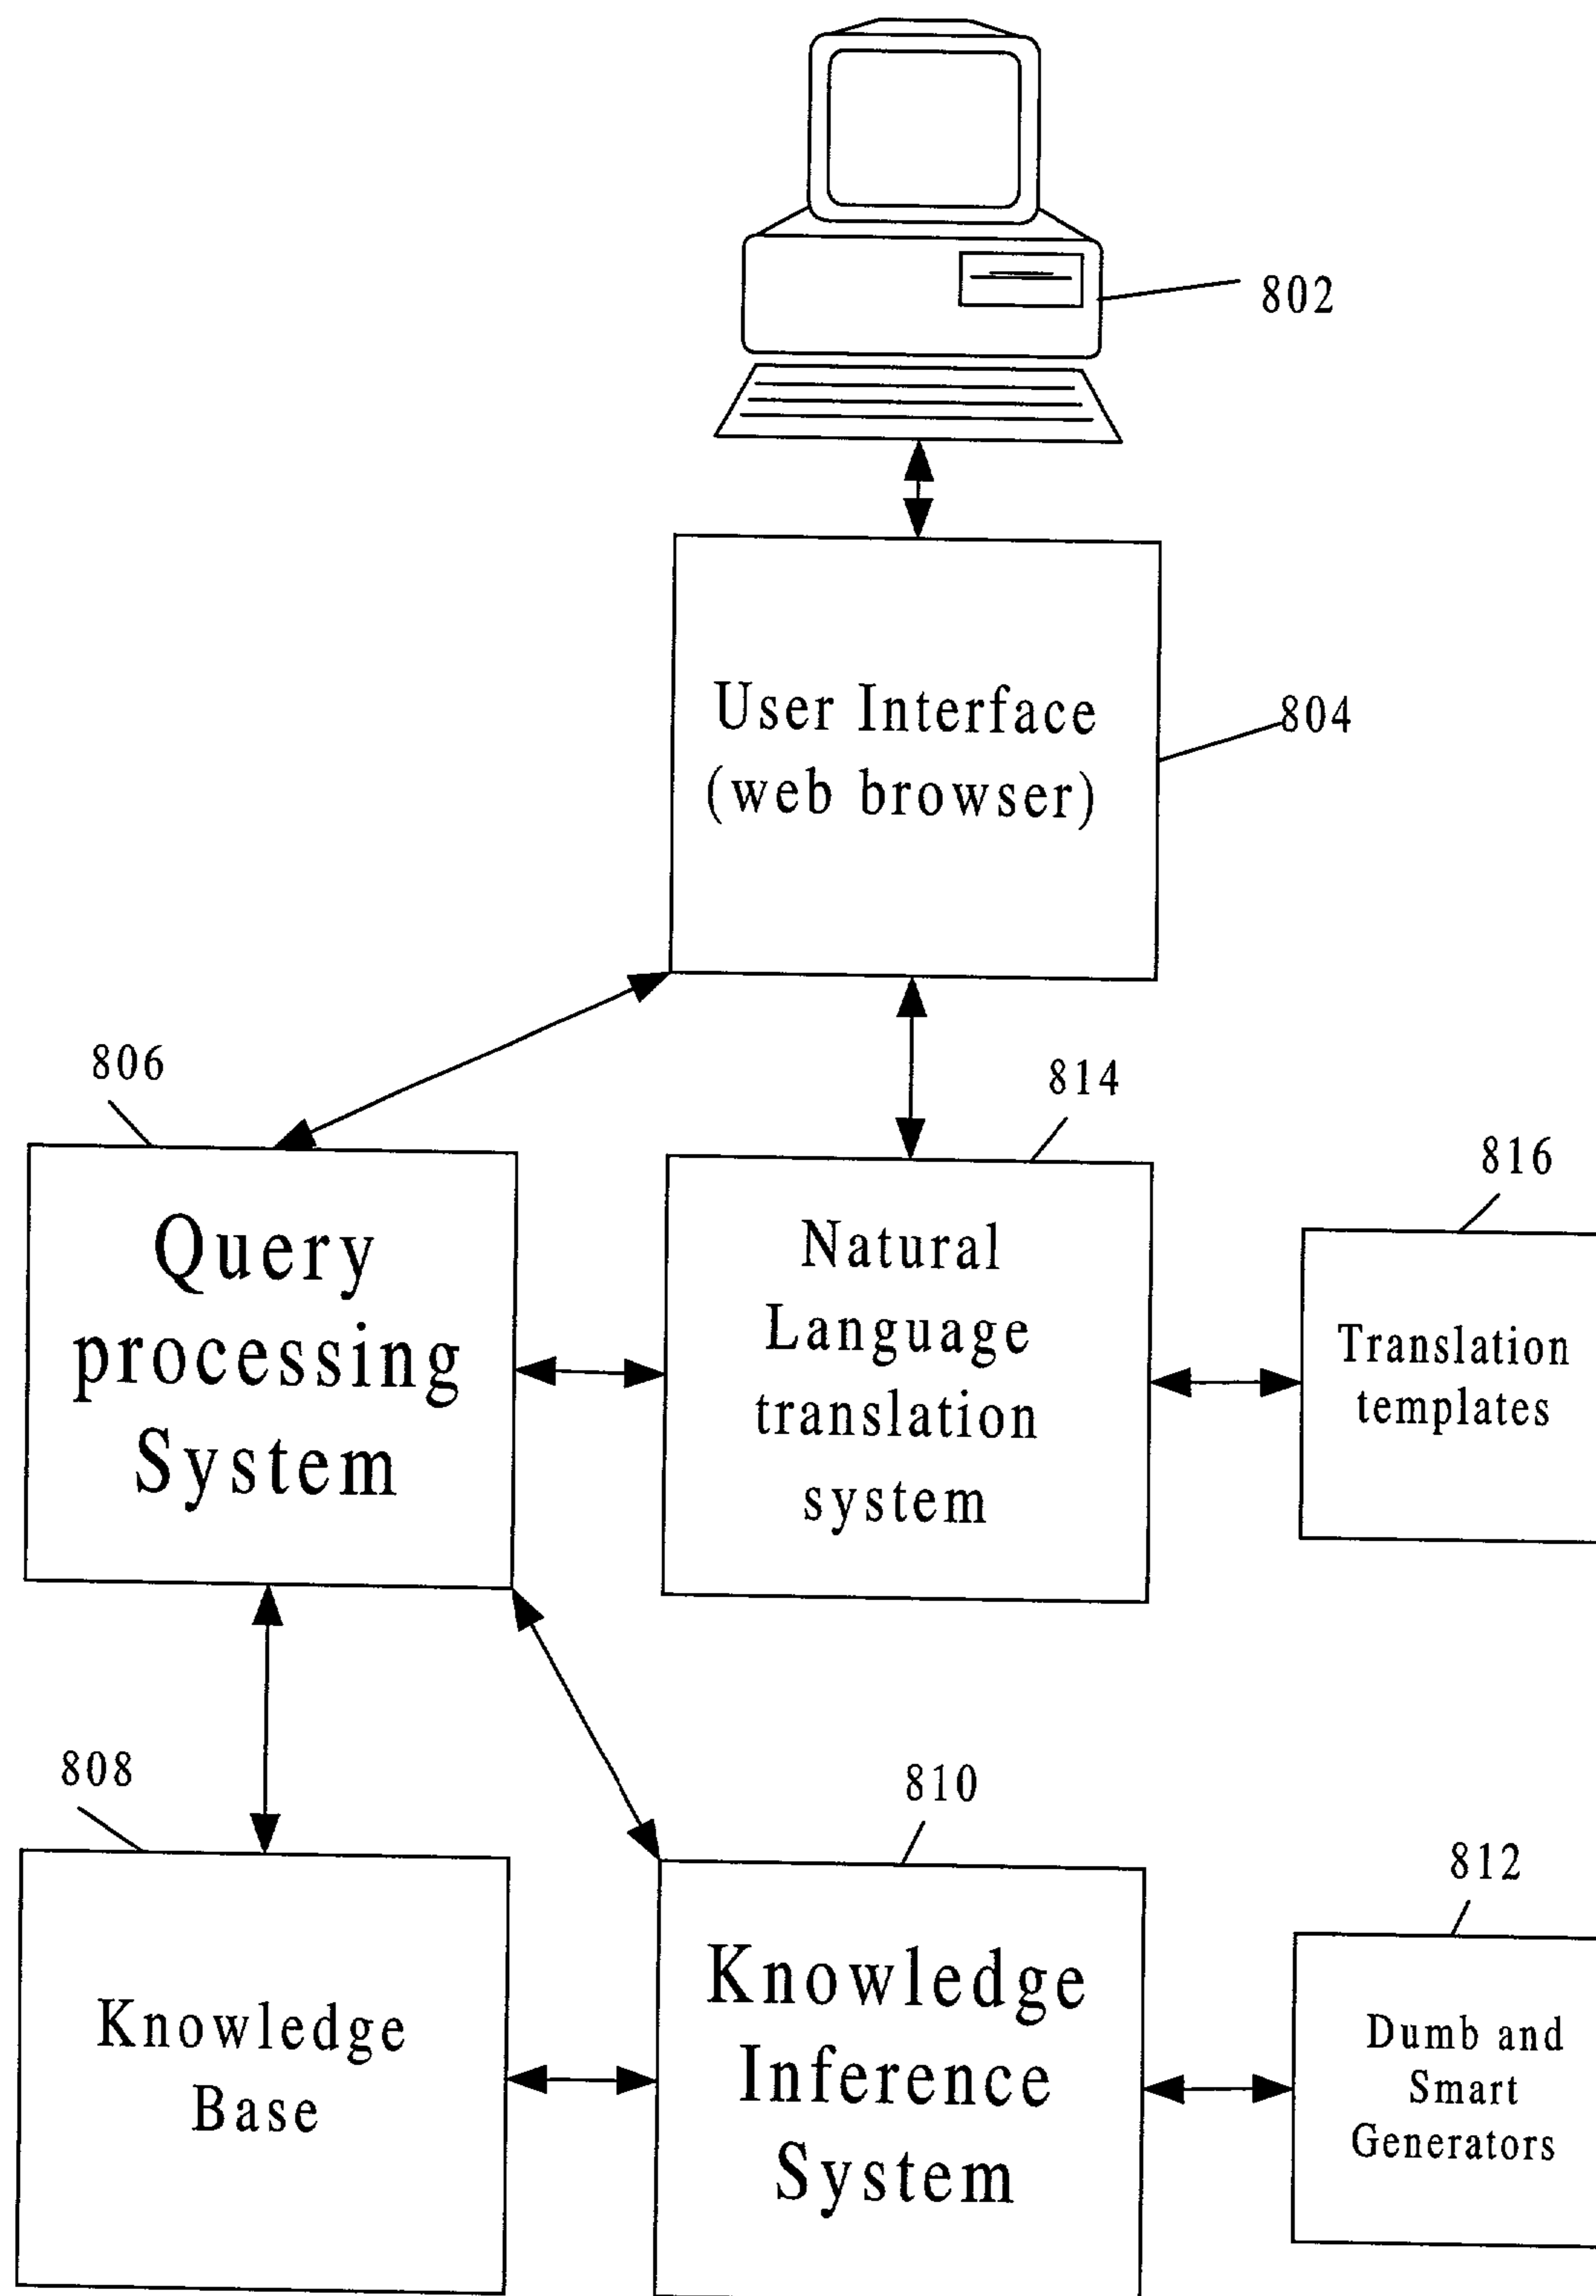 802
User Interface
(web browser)
804
806
Query
processing
System
814
Natural
Language
translation
system
816
Translation
templates
808
Knowledge
Base
810
Knowledge
Inference
System
812
Dumb and
Smart
Generators